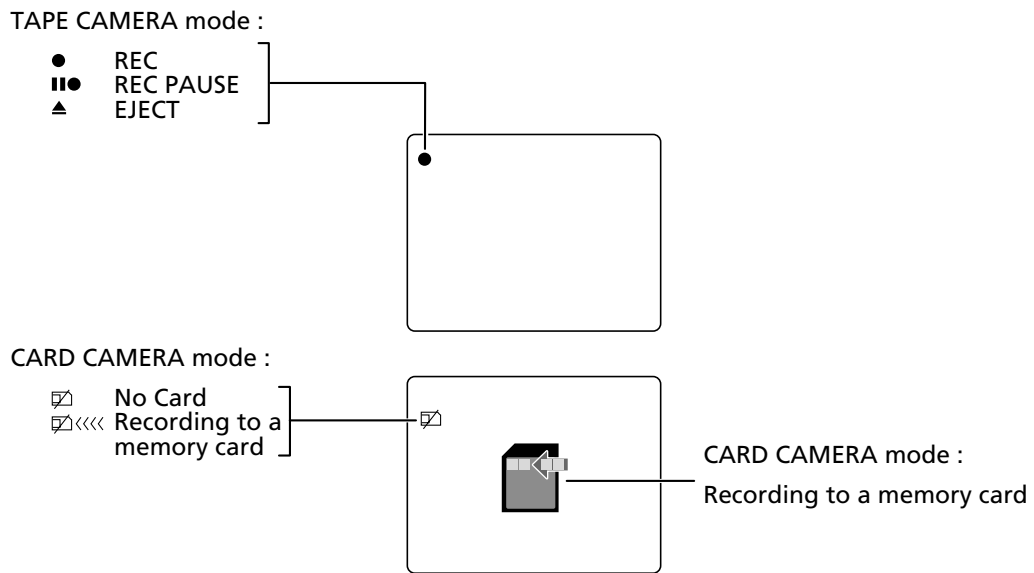 TAPE CAMERA mode :
REC
REC PAUSE
EJECT
CARD CAMERA mode :
No Card
Recording to a
memory card
CARD CAMERA mode :
Recording to a memory card